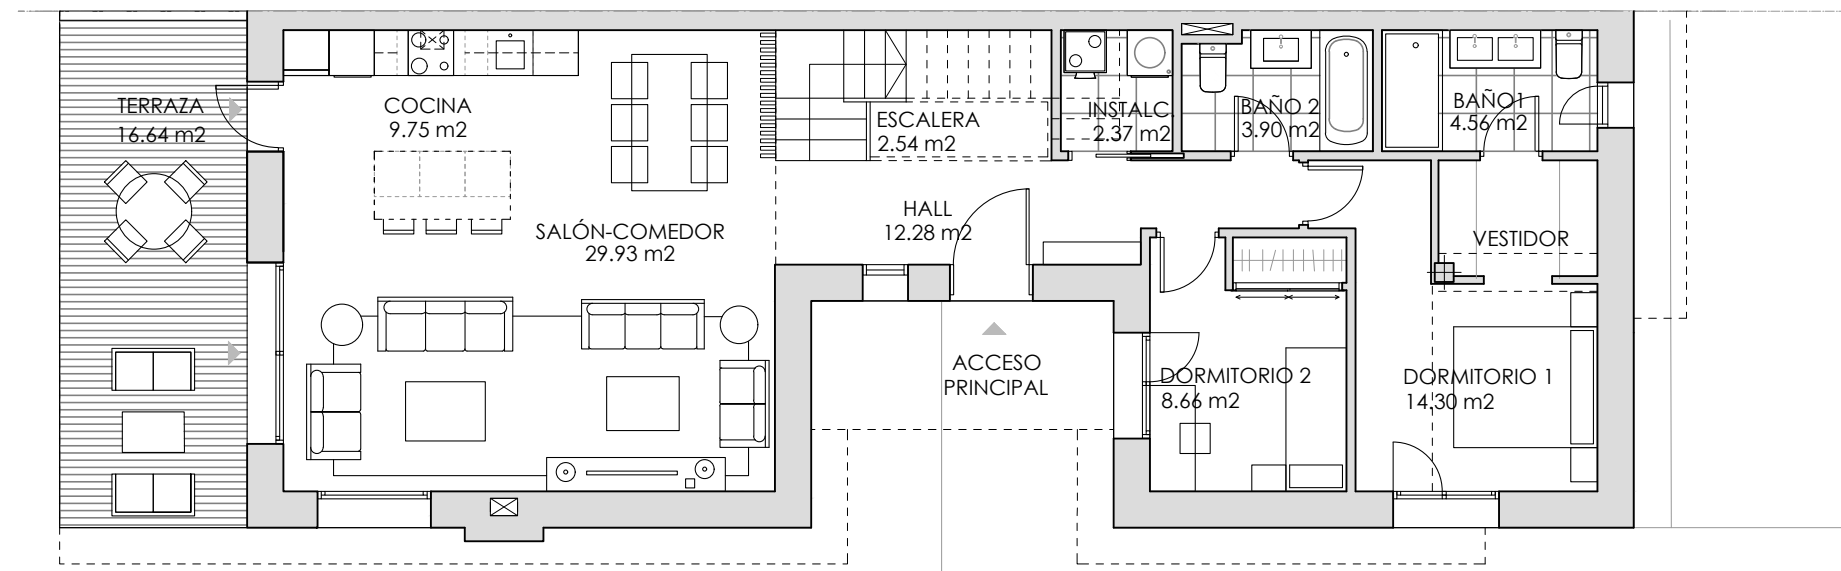 TERRAZA
16.64 m2
COCINA
9.75 m2
SALÓN-COMEDOR
29.93 m2
ESCALERA
2.54 m2
HALL
12.28 m2
INSTALC.
2.37 m2
BAÑO 2
3.90 m2
BAÑO1
4.56 m2
VESTIDOR
ACCESO
PRINCIPAL
DORMITORIO 2
8.66 m2
DORMITORIO 1
14.30 m2